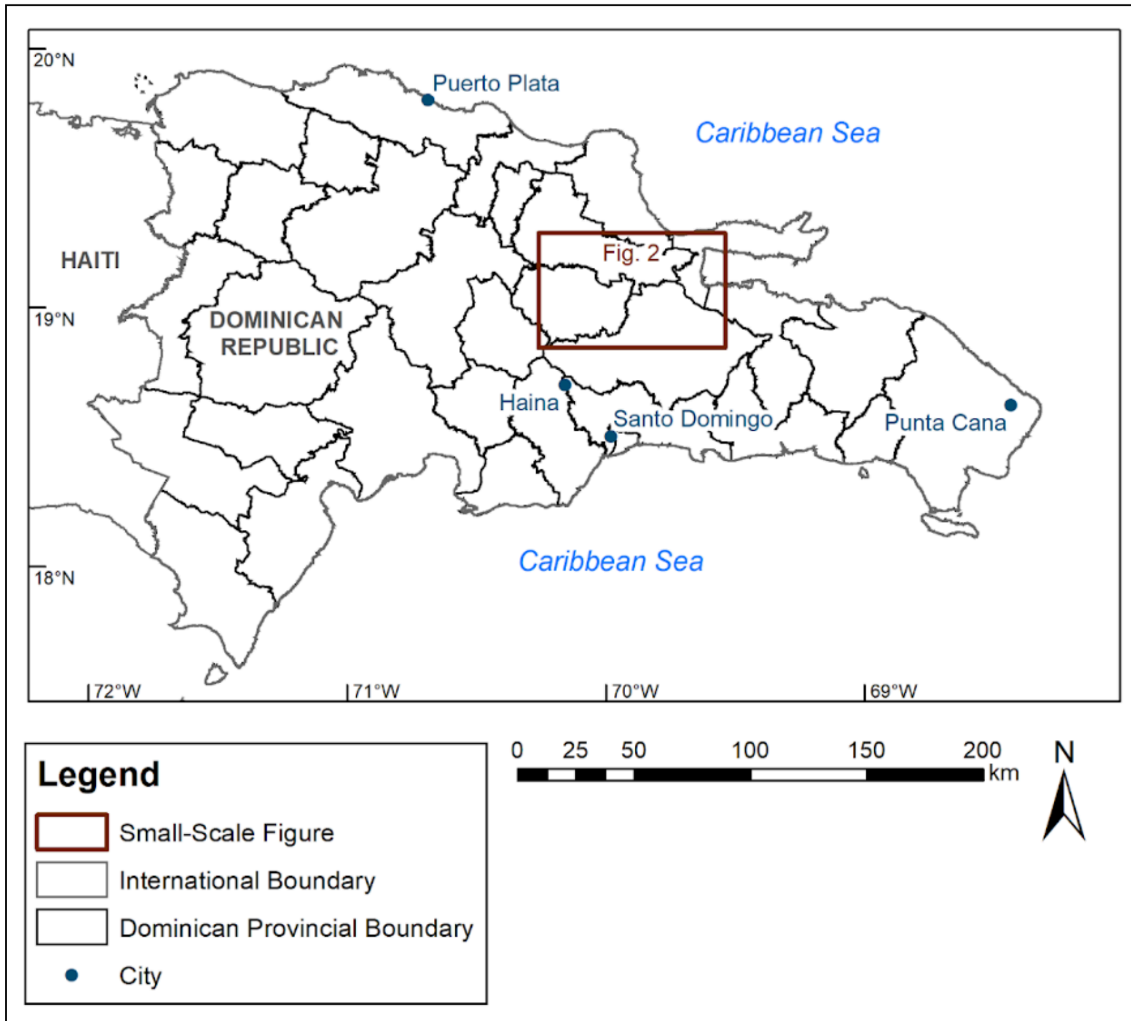 20°N
Puerto Plata
Caribbean Sea
Fig. 2
HAITI
19°N
DOMINICAN
REPUBLIC
Haina
Santo Domingo
Punta Cana
Caribbean Sea
18°N
72°W
71°W
70°W
69°W
0 25 50 100 150 200
km
N
Legend
Small-Scale Figure
International Boundary
Dominican Provincial Boundary
City